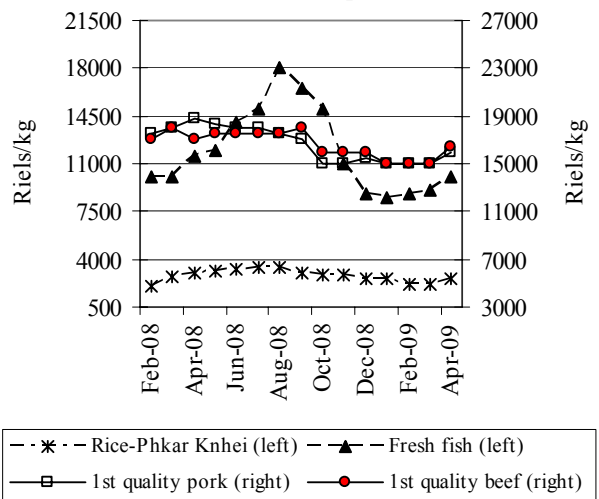 21500
18000
14500
11000
7500
4000
500
Riels/kg
27000
23000
19000
15000
11000
7000
3000
Riels/kg
Feb-08
Apr-08
Jun-08
Aug-08
Oct-08
Dec-08
Feb-09
Apr-09
Rice-Phkar Knhei (left)
Fresh fish (left)
1st quality pork (right)
1st quality beef (right)